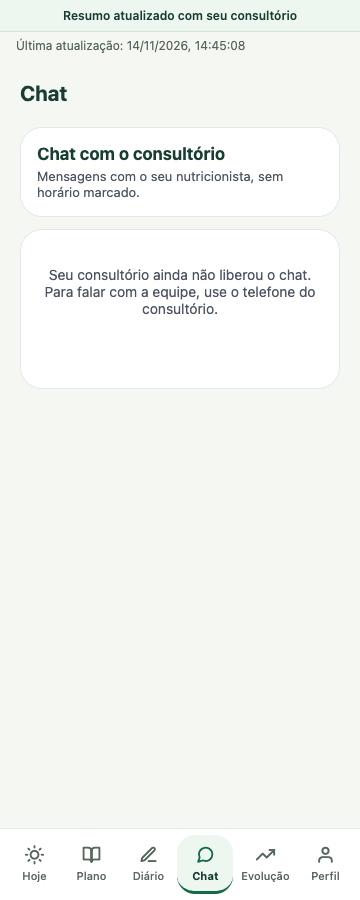 Resumo atualizado com seu consultório
Última atualização: 14/11/2026, 14:45:08
Chat
Chat com o consultório
Mensagens com o seu nutricionista, sem
horário marcado.
Seu consultório ainda não liberou o chat.
Para falar com a equipe, use o telefone do
consultório.
Hoje
Plano
Diário
Chat
Evolução
Perfil